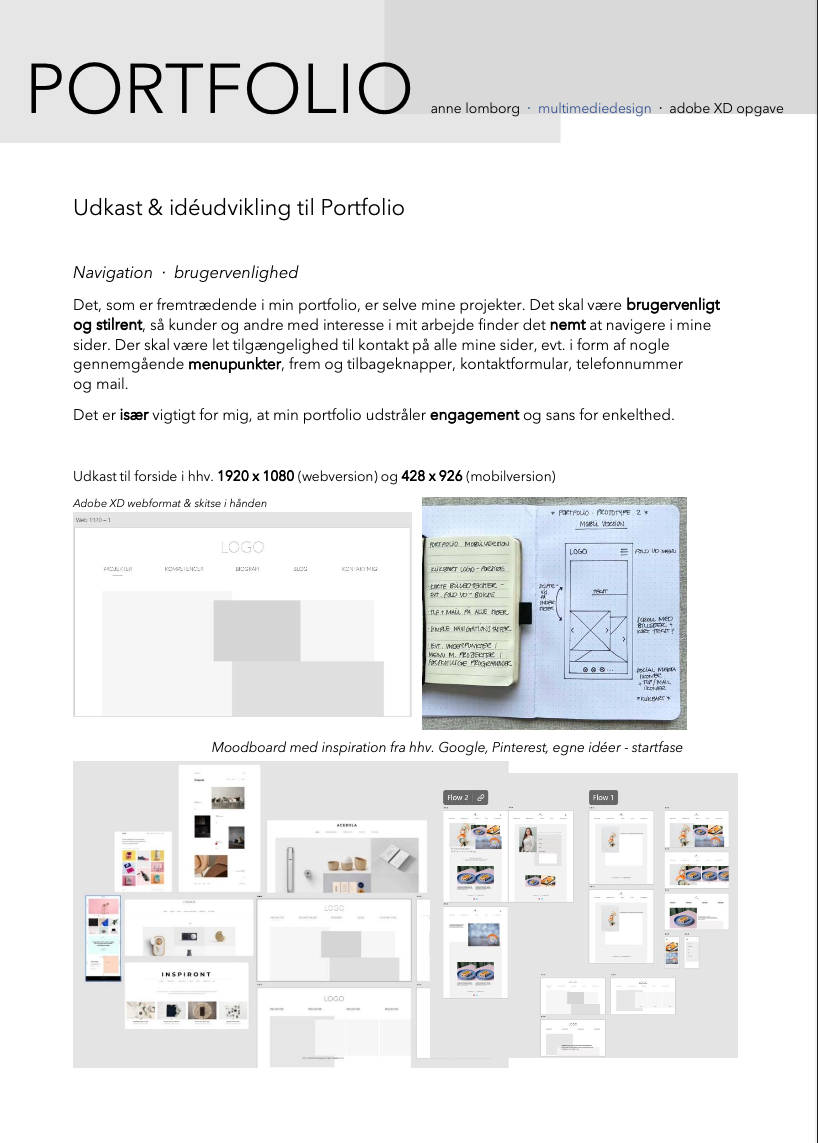 PORTFOLIO
anne lomborg · multimediedesign · adobe XD opgave
Udkast & idéudvikling til Portfolio
Navigation · brugervenlighed
Det, som er fremtrædende i min portfolio, er selve mine projekter. Det skal være brugervenligt
og stilrent, så kunder og andre med interesse i mit arbejde finder det nemt at navigere i mine
sider. Der skal være let tilgængelighed til kontakt på alle mine sider, evt. i form af nogle
gennemgående menupunkter, frem og tilbageknapper, kontaktformular, telefonnummer
og mail.
Det er især vigtigt for mig, at min portfolio udstråler engagement og sans for enkelthed.
Udkast til forside i hhv. 1920 x 1080 (webversion) og 428 x 926 (mobilversion)
Adobe XD webformat & skitse i hånden
Web 1920 – 1
LOGO
PROJEKTER KOMPETENCER BIOGRAFI BLOG KONTAKT MIG
PORTFOLIO MOBILVERSION
- KLIKBART LOGO - FORSIDE
EVT. FOLD UD - BOKSE
- TLF + MAIL PÅ ALLE SIDER
- SIMPLE NAVIGATIONS
- EVT. UNDERPUNKTER I
MENU M. PROJEKTER I
FORSKELLIGE PROGRAMMER
* PORTFOLIO - PROTOTYPE 2 *
MOBIL VERSION
LOGO
FOLD UD MENU
TEKST
SCROLL MED
BILLEDER +
KORT TEKST?
SOCIAL MEDIA
IKONER
+ TLF / MAIL
IKONER
* KLIKBART *
Moodboard med inspiration fra hhv. Google, Pinterest, egne idéer - startfase
ACEROLA
Flow 2
Flow 1
LOGO
INSPIRONT
LOGO
LOGO
LOGO